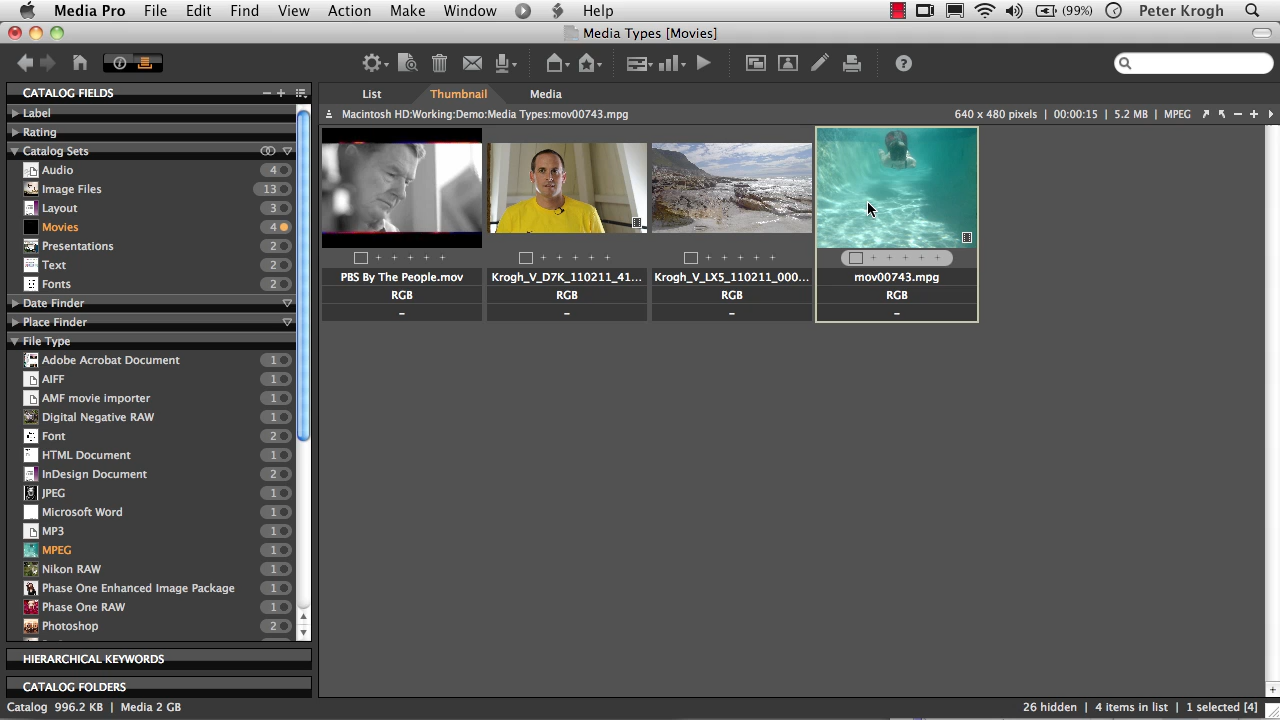 Media Pro File Edit Find View Action Make Window Help (99%) Peter Krogh
Media Types [Movies]
CATALOG FIELDS
Label
Rating
Catalog Sets
Audio 4
Image Files 13
Layout 3
Movies 4
Presentations 2
Text 2
Fonts 2
Date Finder
Place Finder
File Type
Adobe Acrobat Document 1
AIFF 1
AMF movie importer 1
Digital Negative RAW 1
Font 2
HTML Document 1
InDesign Document 2
JPEG 1
Microsoft Word 1
MP3 1
MPEG 1
Nikon RAW 1
Phase One Enhanced Image Package 1
Phase One RAW 1
Photoshop 2
HIERARCHICAL KEYWORDS
CATALOG FOLDERS
List Thumbnail Media
Macintosh HD:Working:Demo:Media Types:mov00743.mpg 640 x 480 pixels | 00:00:15 | 5.2 MB | MPEG
PBS By The People.mov Krogh_V_D7K_110211_41... Krogh_V_LX5_110211_000... mov00743.mpg
RGB RGB RGB RGB
– – – –
Catalog 996.2 KB | Media 2 GB 26 hidden | 4 items in list | 1 selected [4]